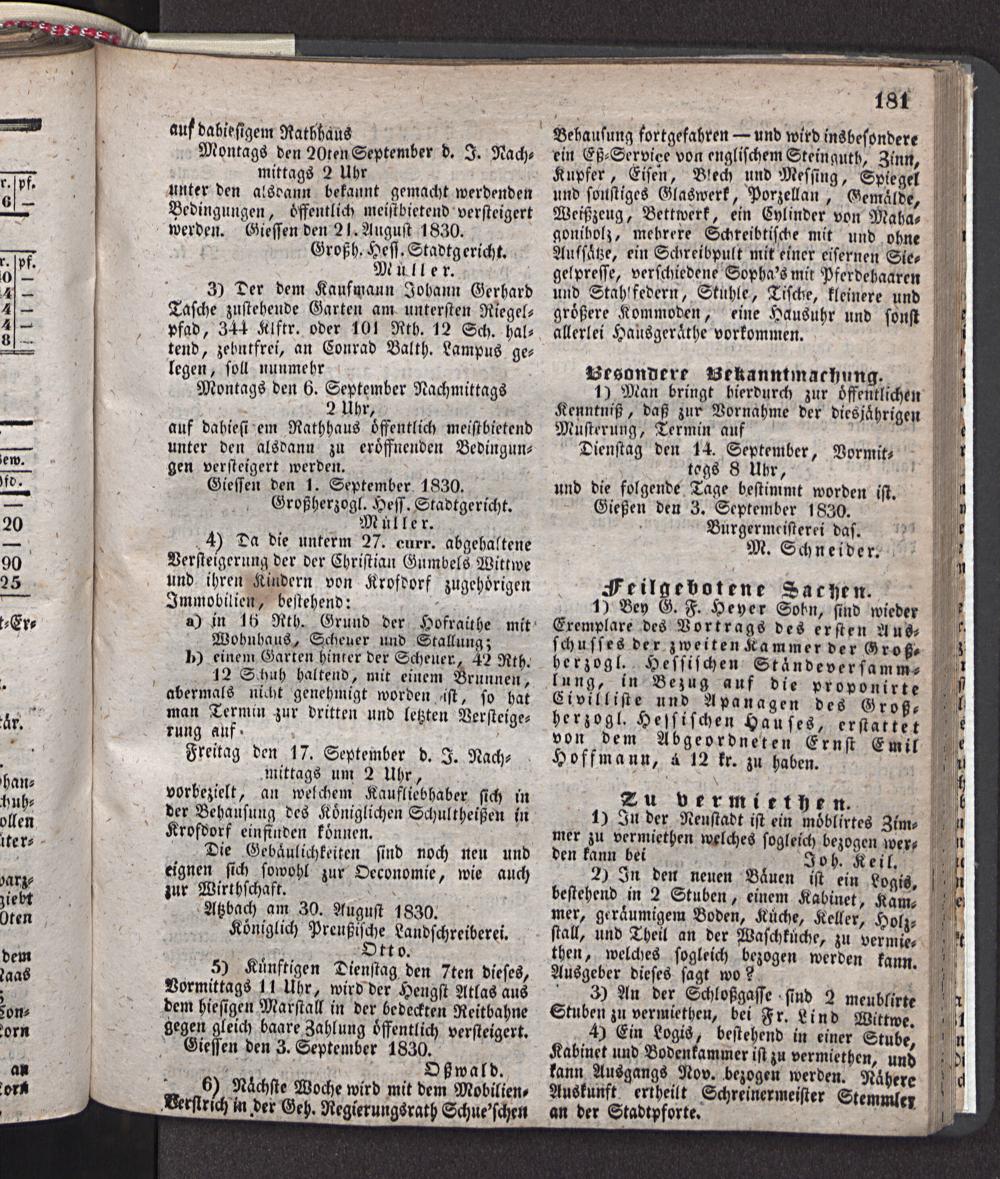 181
auf dahiesigem Rathhaus
Montags den 20ten September d. J. Nach-
mittags 2 Uhr
unter den alsdann bekannt gemacht werdenden
Bedingungen, öffentlich meistbietend versteigert
werden. Giessen den 21. August 1830.
Großh. Hess. Stadtgericht.
Müller.
3) Der dem Kaufmann Johann Gerhard
Tasche zustehende Garten am untersten Riegel-
pfad, 344 Klftr. oder 101 Rth. 12 Sch. hal-
tend, zehntfrei, an Conrad Balth. Lampus ge-
legen, soll nunmehr
Montags den 6. September Nachmittags
2 Uhr,
auf dahiesi em Rathhaus öffentlich meistbietend
unter den alsdann zu eröffnenden Bedingun-
gen versteigert werden.
Giessen den 1. September 1830.
Großherzogl. Hess. Stadtgericht.
Müller.
4) Da die unterm 27. curr. abgehaltene
Versteigerung der der Christian Gumbels Wittwe
und ihren Kindern von Krofdorf zugehörigen
Immobilien, bestehend:
a) in 16 Rth. Grund der Hofraithe mit
Wohnhaus, Scheuer und Stallung;
b) einem Garten hinter der Scheuer, 42 Rth.
12 Schuh haltend, mit einem Brunnen,
abermals nicht genehmigt worden ist, so hat
man Termin zur dritten und letzten Versteige-
rung auf
Freitag den 17. September d. J. Nach-
mittags um 2 Uhr,
vorbezielt, an welchem Kaufliebhaber sich in
der Behausung des Königlichen Schultheißen in
Krofdorf einfinden können.
Die Gebäulichkeiten sind noch neu und
eignen sich sowohl zur Oeconomie, wie auch
zur Wirthschaft.
Atzbach am 30. August 1830.
Königlich Preußische Landschreiberei.
Otto.
5) Künftigen Dienstag den 7ten dieses,
Vormittags 11 Uhr, wird der Hengst Atlas aus
dem hiesigen Marstall in der bedeckten Reitbahne
gegen gleich baare Zahlung öffentlich versteigert.
Giessen den 3. September 1830.
Oßwald.
6) Nächste Woche wird mit dem Mobilien-
Verstrich in der Geh. Regierungsrath Schue'schen
Behausung fortgefahren — und wird insbesondere
ein Eß-Service von englischem Steinguth, Zinn,
Kupfer, Eisen, Blech und Messing, Spiegel
und sonstiges Glaswerk, Porzellan, Gemälde,
Weißzeug, Bettwerk, ein Cylinder von Maha-
goniholz, mehrere Schreibtische mit und ohne
Aufsätze, ein Schreibpult mit einer eisernen Sie-
gelpresse, verschiedene Sopha's mit Pferdehaaren
und Stahlfedern, Stühle, Tische, kleinere und
größere Kommoden, eine Hausuhr und sonst
allerlei Hausgeräthe vorkommen.
Besondere Bekanntmachung.
1) Man bringt hierdurch zur öffentlichen
Kenntniß, daß zur Vornahme der diesjährigen
Musterung, Termin auf
Dienstag den 14. September, Vormit-
tags 8 Uhr,
und die folgende Tage bestimmt worden ist.
Gießen den 3. September 1830.
Bürgermeisterei das.
M. Schneider.
Feilgebotene Sachen.
1) Bey G. F. Heyer Sohn, sind wieder
Exemplare des Vortrags des ersten Aus-
schusses der zweiten Kammer der Groß-
herzogl. Hessischen Ständeversamm-
lung, in Bezug auf die proponirte
Civilliste und Apanagen des Groß-
herzogl. Hessischen Hauses, erstattet
von dem Abgeordneten Ernst Emil
Hoffmann, á 12 kr. zu haben.
Zu vermiethen.
1) In der Neustadt ist ein möblirtes Zim-
mer zu vermiethen welches sogleich bezogen wer-
den kann bei Joh. Keil.
2) In den neuen Bäuen ist ein Logis,
bestehend in 2 Stuben, einem Kabinet, Kam-
mer, geräumigem Boden, Küche, Keller, Holz-
stall, und Theil an der Waschküche, zu vermie-
then, welches sogleich bezogen werden kann.
Ausgeber dieses sagt wo?
3) An der Schloßgasse sind 2 meublirte
Stuben zu vermiethen, bei Fr. Lind Wittwe.
4) Ein Logis, bestehend in einer Stube,
Kabinet und Bodenkammer ist zu vermiethen, und
kann Ausgangs Nov. bezogen werden. Nähere
Auskunft ertheilt Schreinermeister Stemmler
an der Stadtpforte.